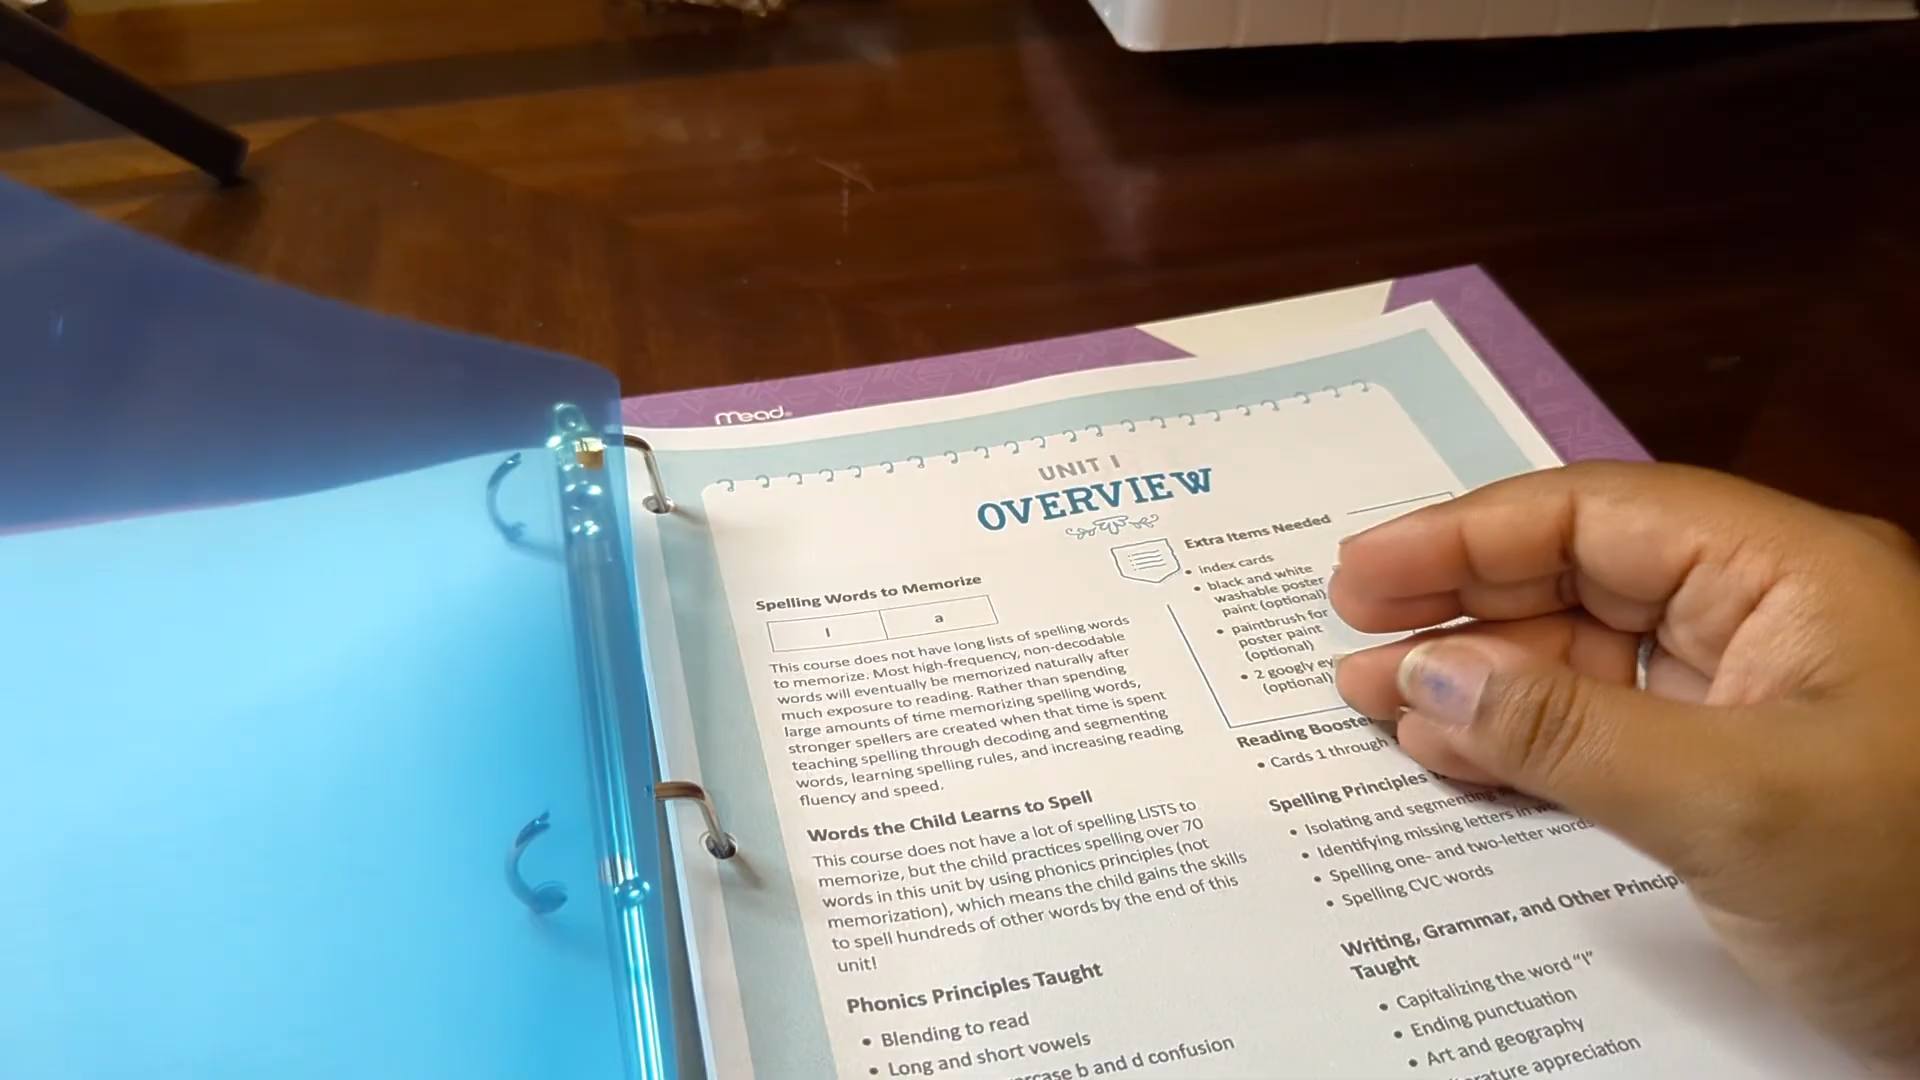 mead
UNIT 1
OVERVIEW
Spelling Words to Memorize
I a
This course does not have long lists of spelling words
to memorize. Most high-frequency, non-decodable
words will eventually be memorized naturally after
much exposure to reading. Rather than spending
large amounts of time memorizing spelling words,
stronger spellers are created when that time is spent
teaching spelling through decoding and segmenting
words, learning spelling rules, and increasing reading
fluency and speed.
Words the Child Learns to Spell
This course does not have a lot of spelling LISTS to
memorize, but the child practices spelling over 70
words in this unit by using phonics principles (not
memorization), which means the child gains the skills
to spell hundreds of other words by the end of this
unit!
Phonics Principles Taught
• Blending to read
• Long and short vowels
b and d confusion
Extra Items Needed
• index cards
• black and white
washable poster
paint (optional)
• paintbrush for
poster paint
(optional)
• 2 googly
(optional)
Reading
• Cards 1 through
Spelling Principles
• Isolating and segmenting
• Identifying missing letters in
• Spelling one- and two-letter words
• Spelling CVC words
Writing, Grammar, and Other
Taught
• Capitalizing the word "I"
• Ending punctuation
• Art and geography
appreciation